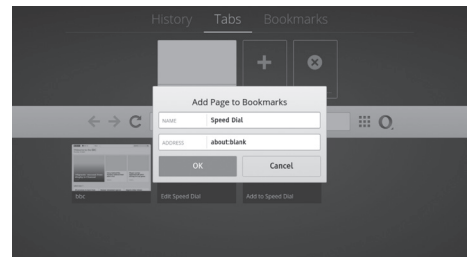 History Tabs Bookmarks
Add Page to Bookmarks
NAME Speed Dial
ADDRESS about:blank
OK Cancel
bbc Edit Speed Dial Add to Speed Dial